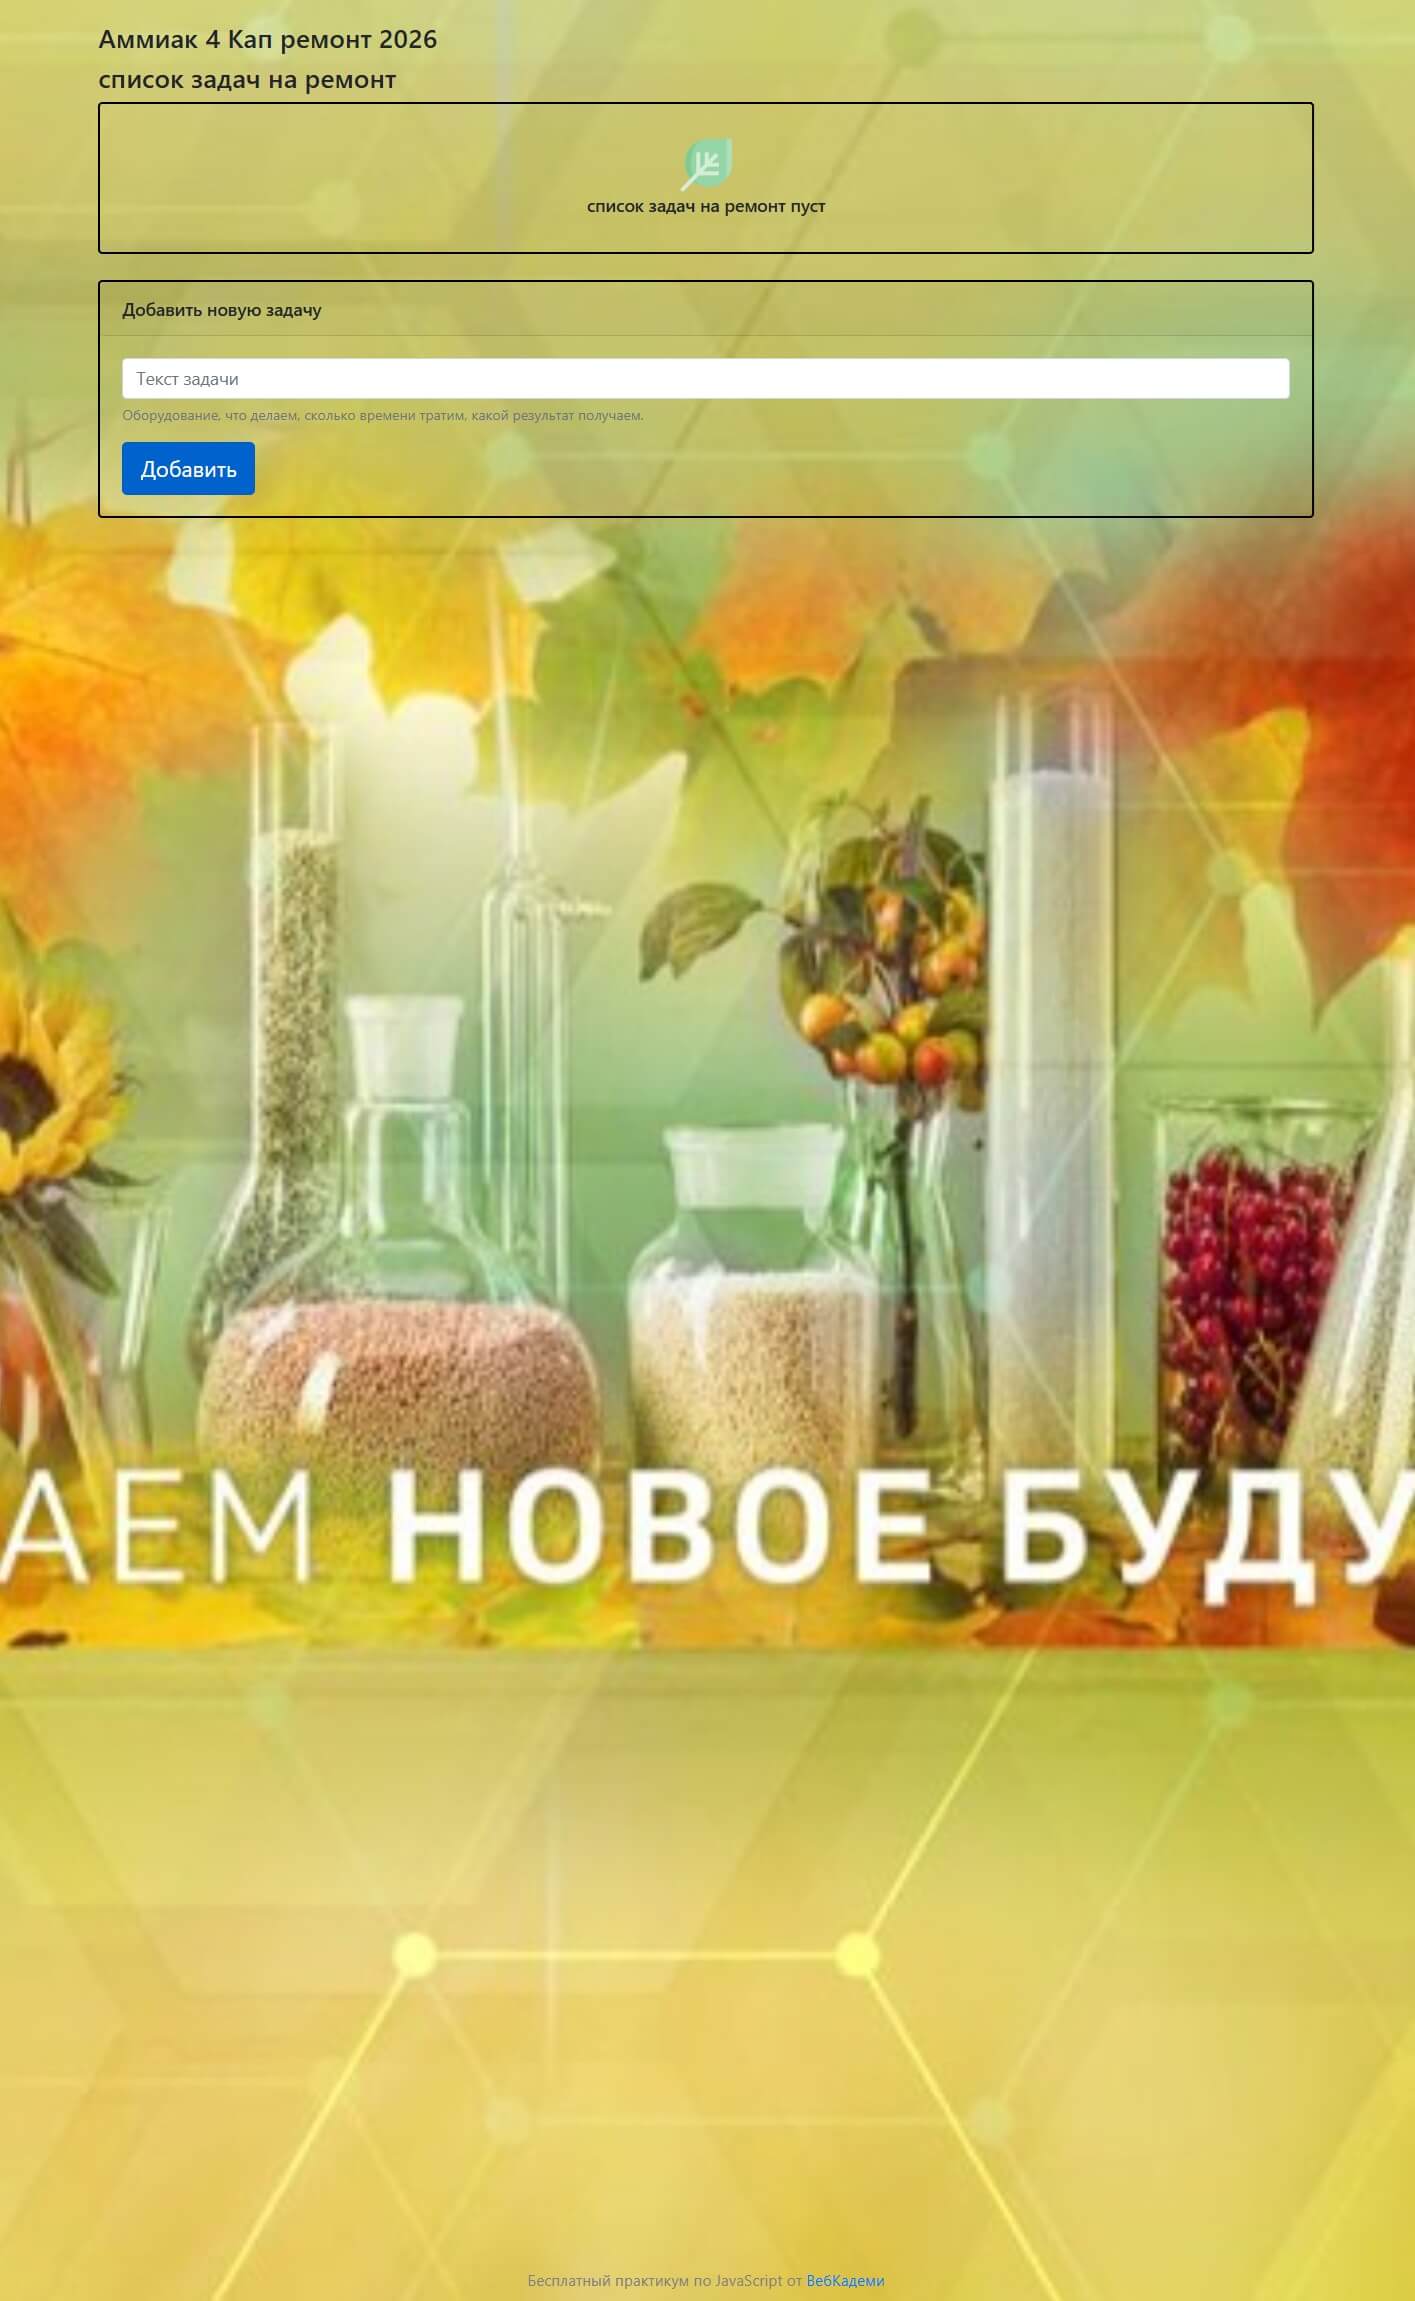 Аммиак 4 Кап ремонт 2026
список задач на ремонт
список задач на ремонт пуст
Добавить новую задачу
Текст задачи
Оборудование, что делаем, сколько времени тратим, какой результат получаем.
Добавить
АЕМ НОВОЕ БУДУ
Бесплатный практикум по JavaScript от ВебКадеми